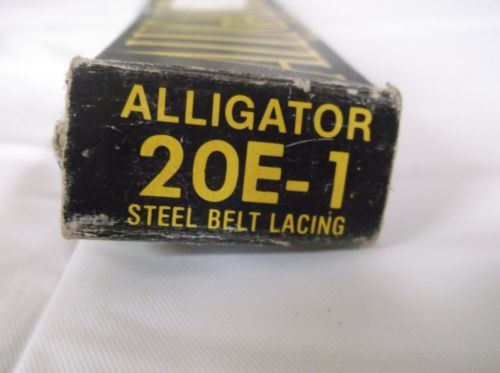 ALLIGATOR
20E-1
STEEL BELT LACING